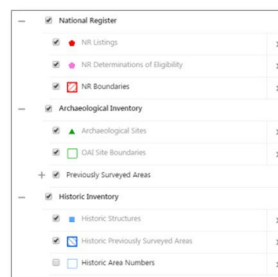 National Register
NR Listings
NR Determinations of Eligibility
NR Boundaries
Archaeological Inventory
Archaeological Sites
OAI Site Boundaries
Previously Surveyed Areas
Historic Inventory
Historic Structures
Historic Previously Surveyed Areas
Historic Area Numbers